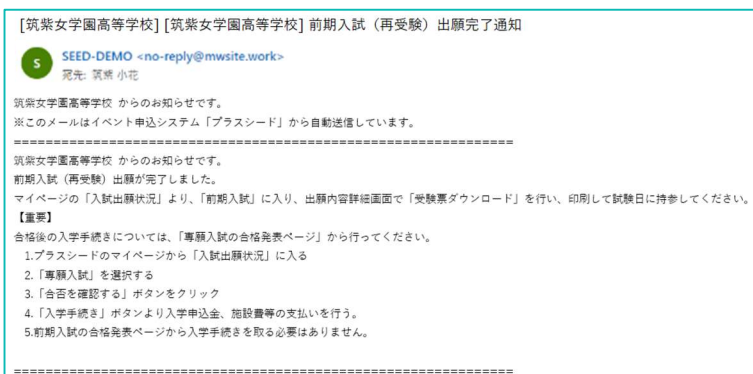 [筑紫女学園高等学校] [筑紫女学園高等学校] 前期入試（再受験）出願完了通知
S
SEED-DEMO <no-reply@mwsite.work>
宛先: 筑紫 小花
筑紫女学園高等学校 からのお知らせです。
※このメールはイベント申込システム「プラスシード」から自動送信しています。
================================================================
筑紫女学園高等学校 からのお知らせです。
前期入試（再受験）出願が完了しました。
マイページの「入試出願状況」より、「前期入試」に入り、出願内容詳細画面で「受験票ダウンロード」を行い、印刷して試験日に持参してください。
【重要】
合格後の入学手続きについては、「専願入試の合格発表ページ」から行ってください。
1.プラスシードのマイページから「入試出願状況」に入る
2.「専願入試」を選択する
3.「合否を確認する」ボタンをクリック
4.「入学手続き」ボタンより入学申込金、施設費等の支払いを行う。
5.前期入試の合格発表ページから入学手続きを取る必要はありません。
================================================================